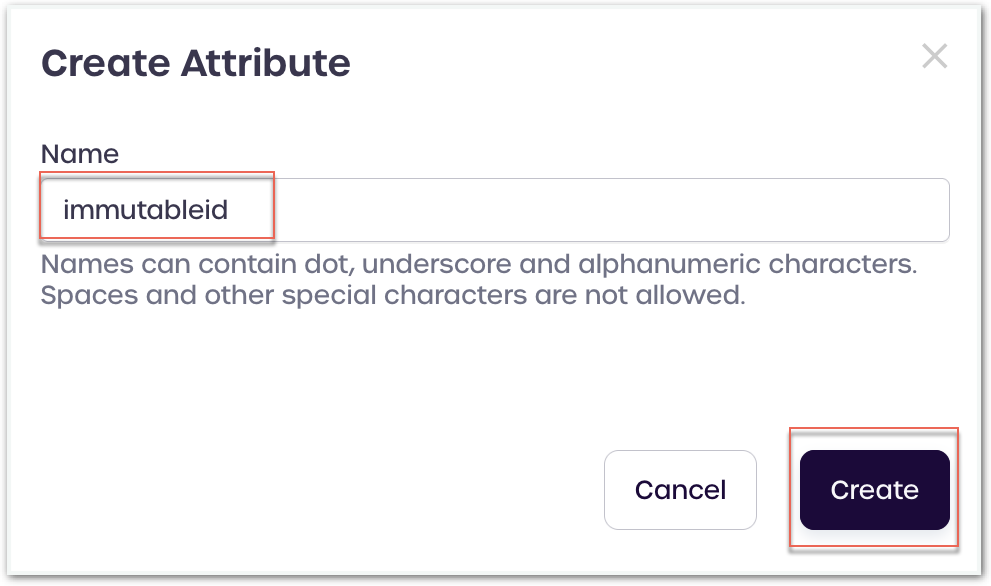 Create Attribute
Name
immutableid
Names can contain dot, underscore and alphanumeric characters.
Spaces and other special characters are not allowed.
Cancel
Create